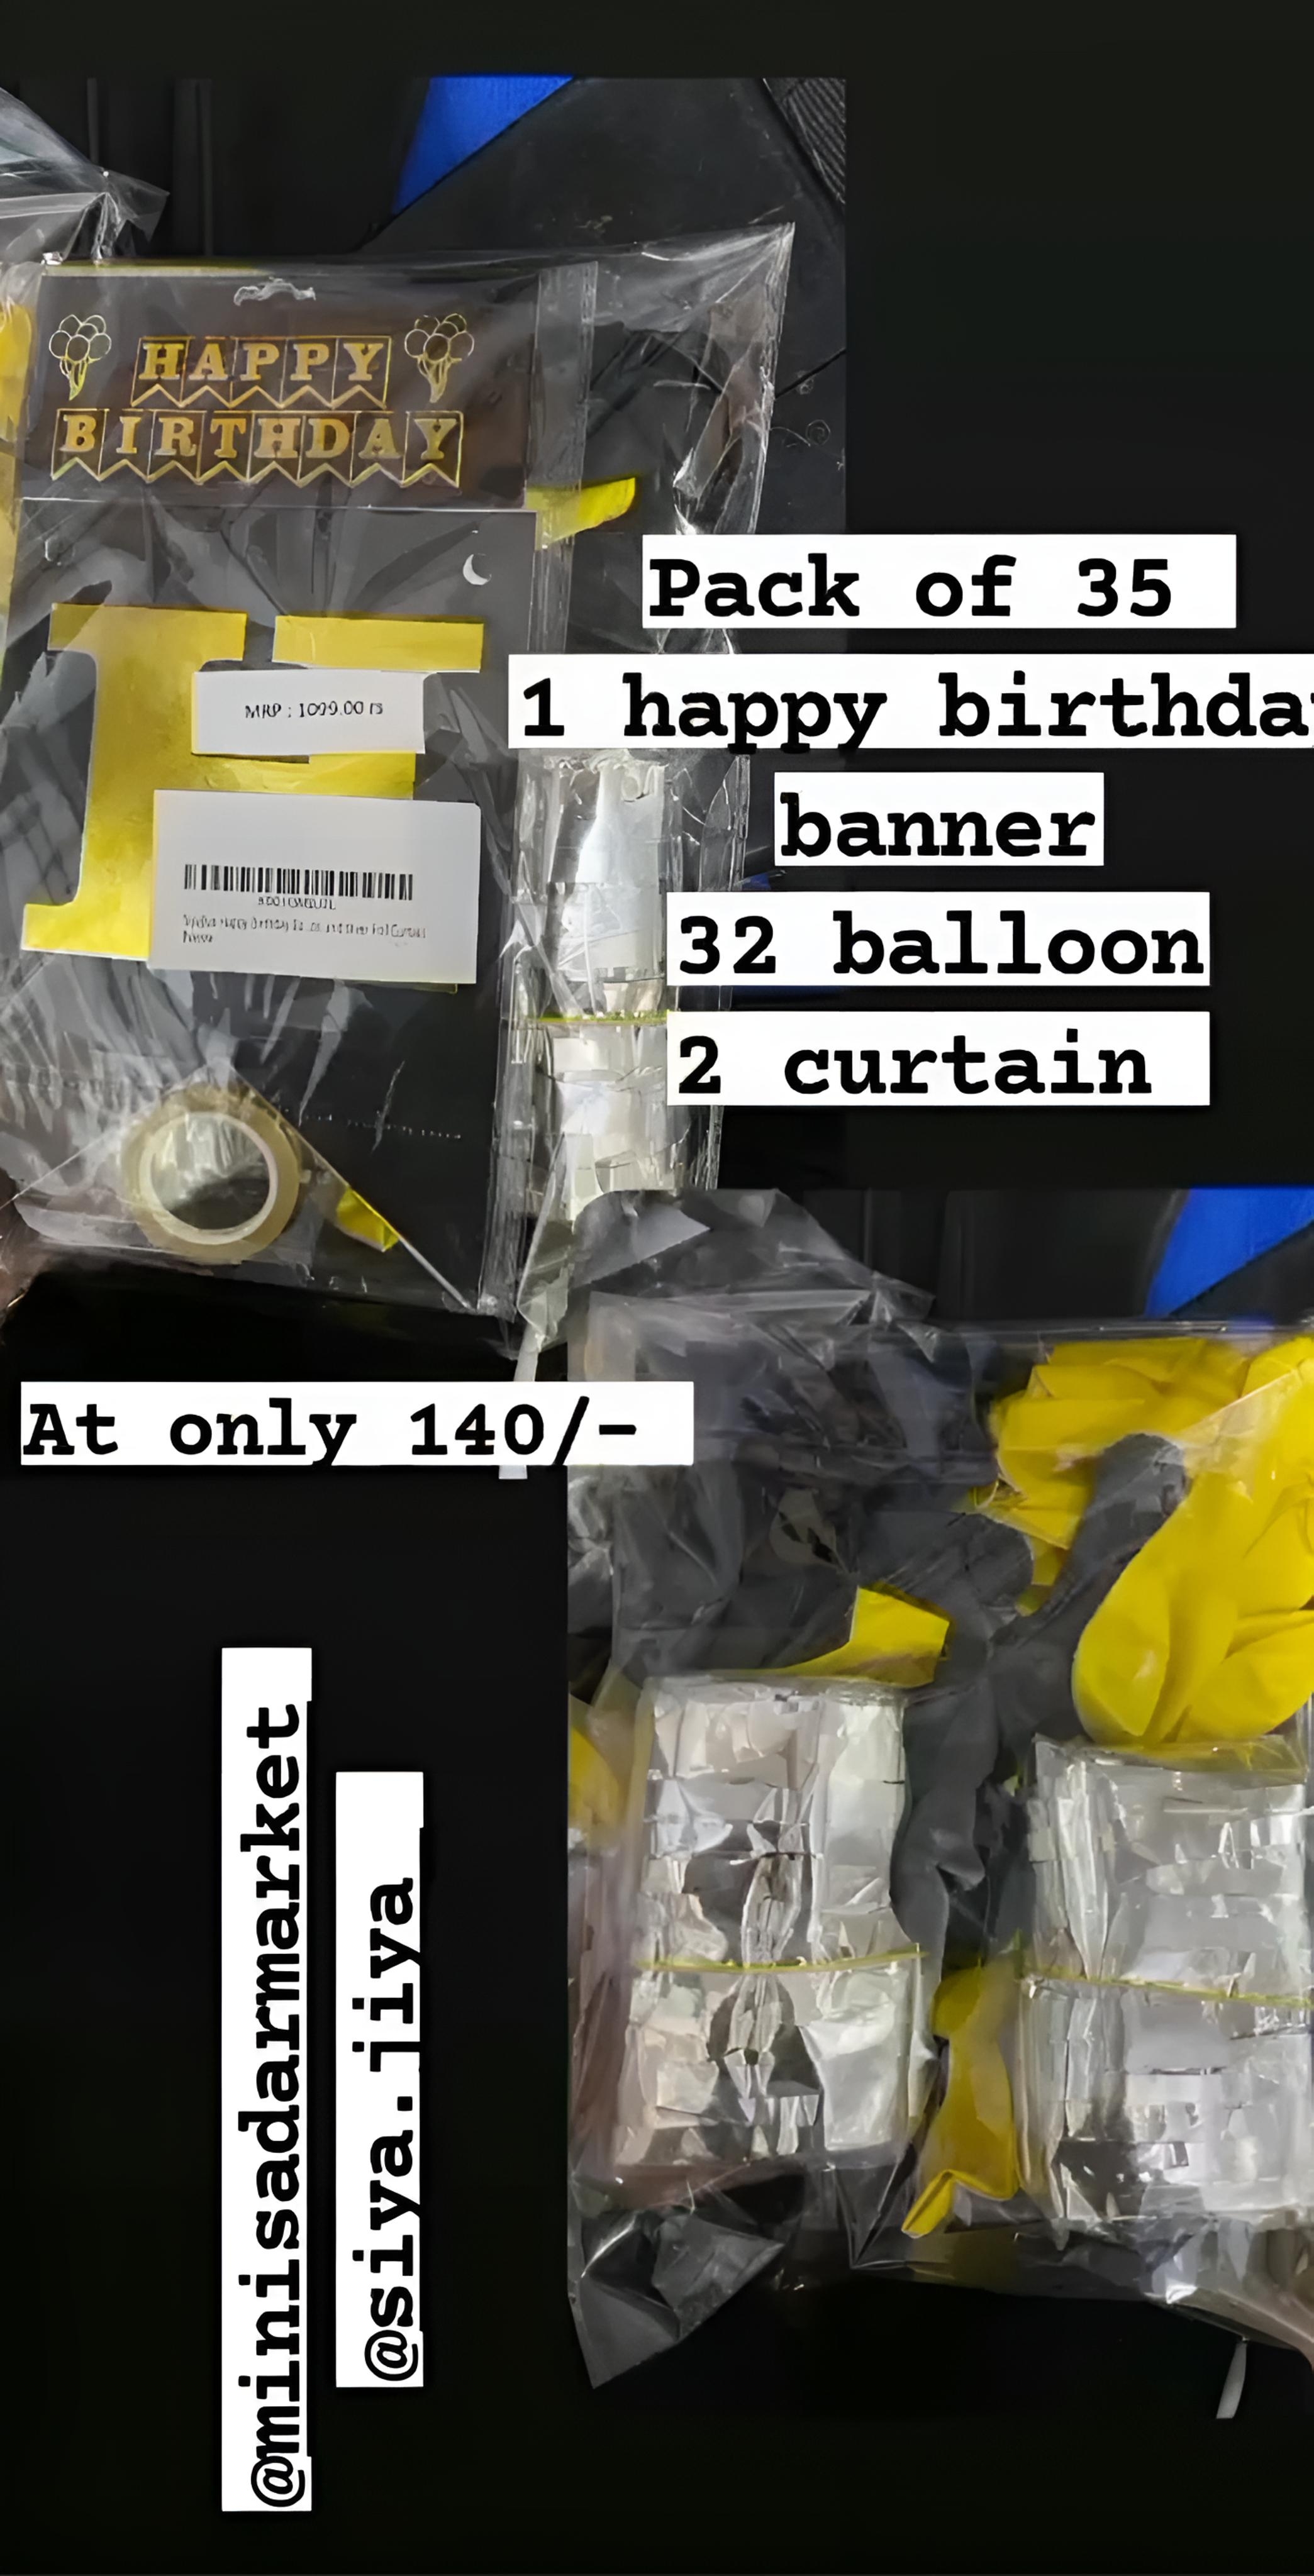 HAPPY
BIRTHDAY
Pack of 35
1 happy birthda
banner
32 balloon
2 curtain
MRP : 1099.00 rs
At only 140/-
@minisadarmarket
@siya.jiya